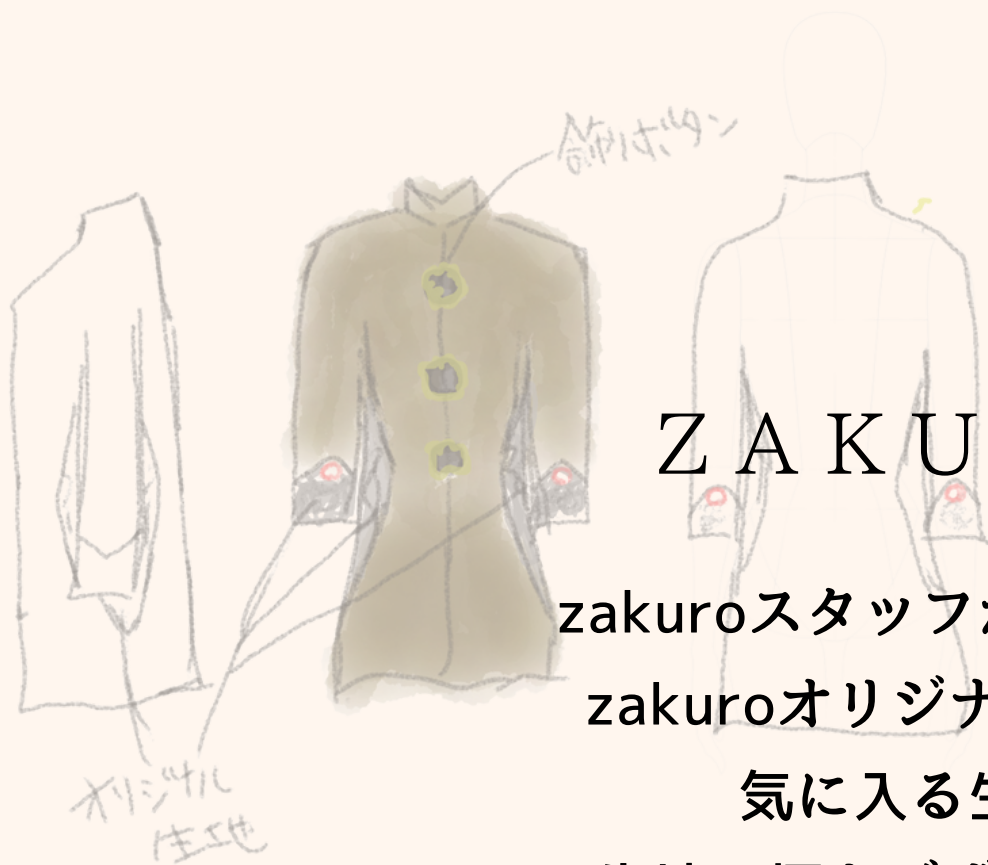 飾りボタン
ZAKU
zakuroスタッフ
zakuroオリジナ
気に入る生
オリジナル
生地